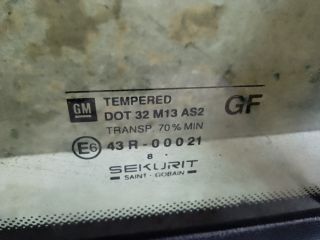 GM TEMPERED GF
DOT 32 M13 AS2
TRANSP. 70% MIN
E6 43 R-00021
8
SEKURIT
SAINT-GOBAIN